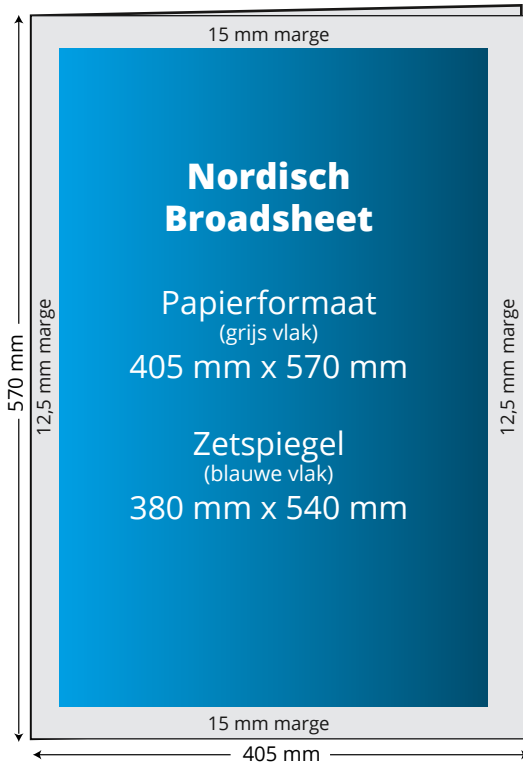 15 mm marge
Nordisch
Broadsheet
Papierformaat
(grijs vlak)
405 mm x 570 mm
Zetspiegel
(blauwe vlak)
380 mm x 540 mm
570 mm
12,5 mm marge
12,5 mm marge
15 mm marge
405 mm